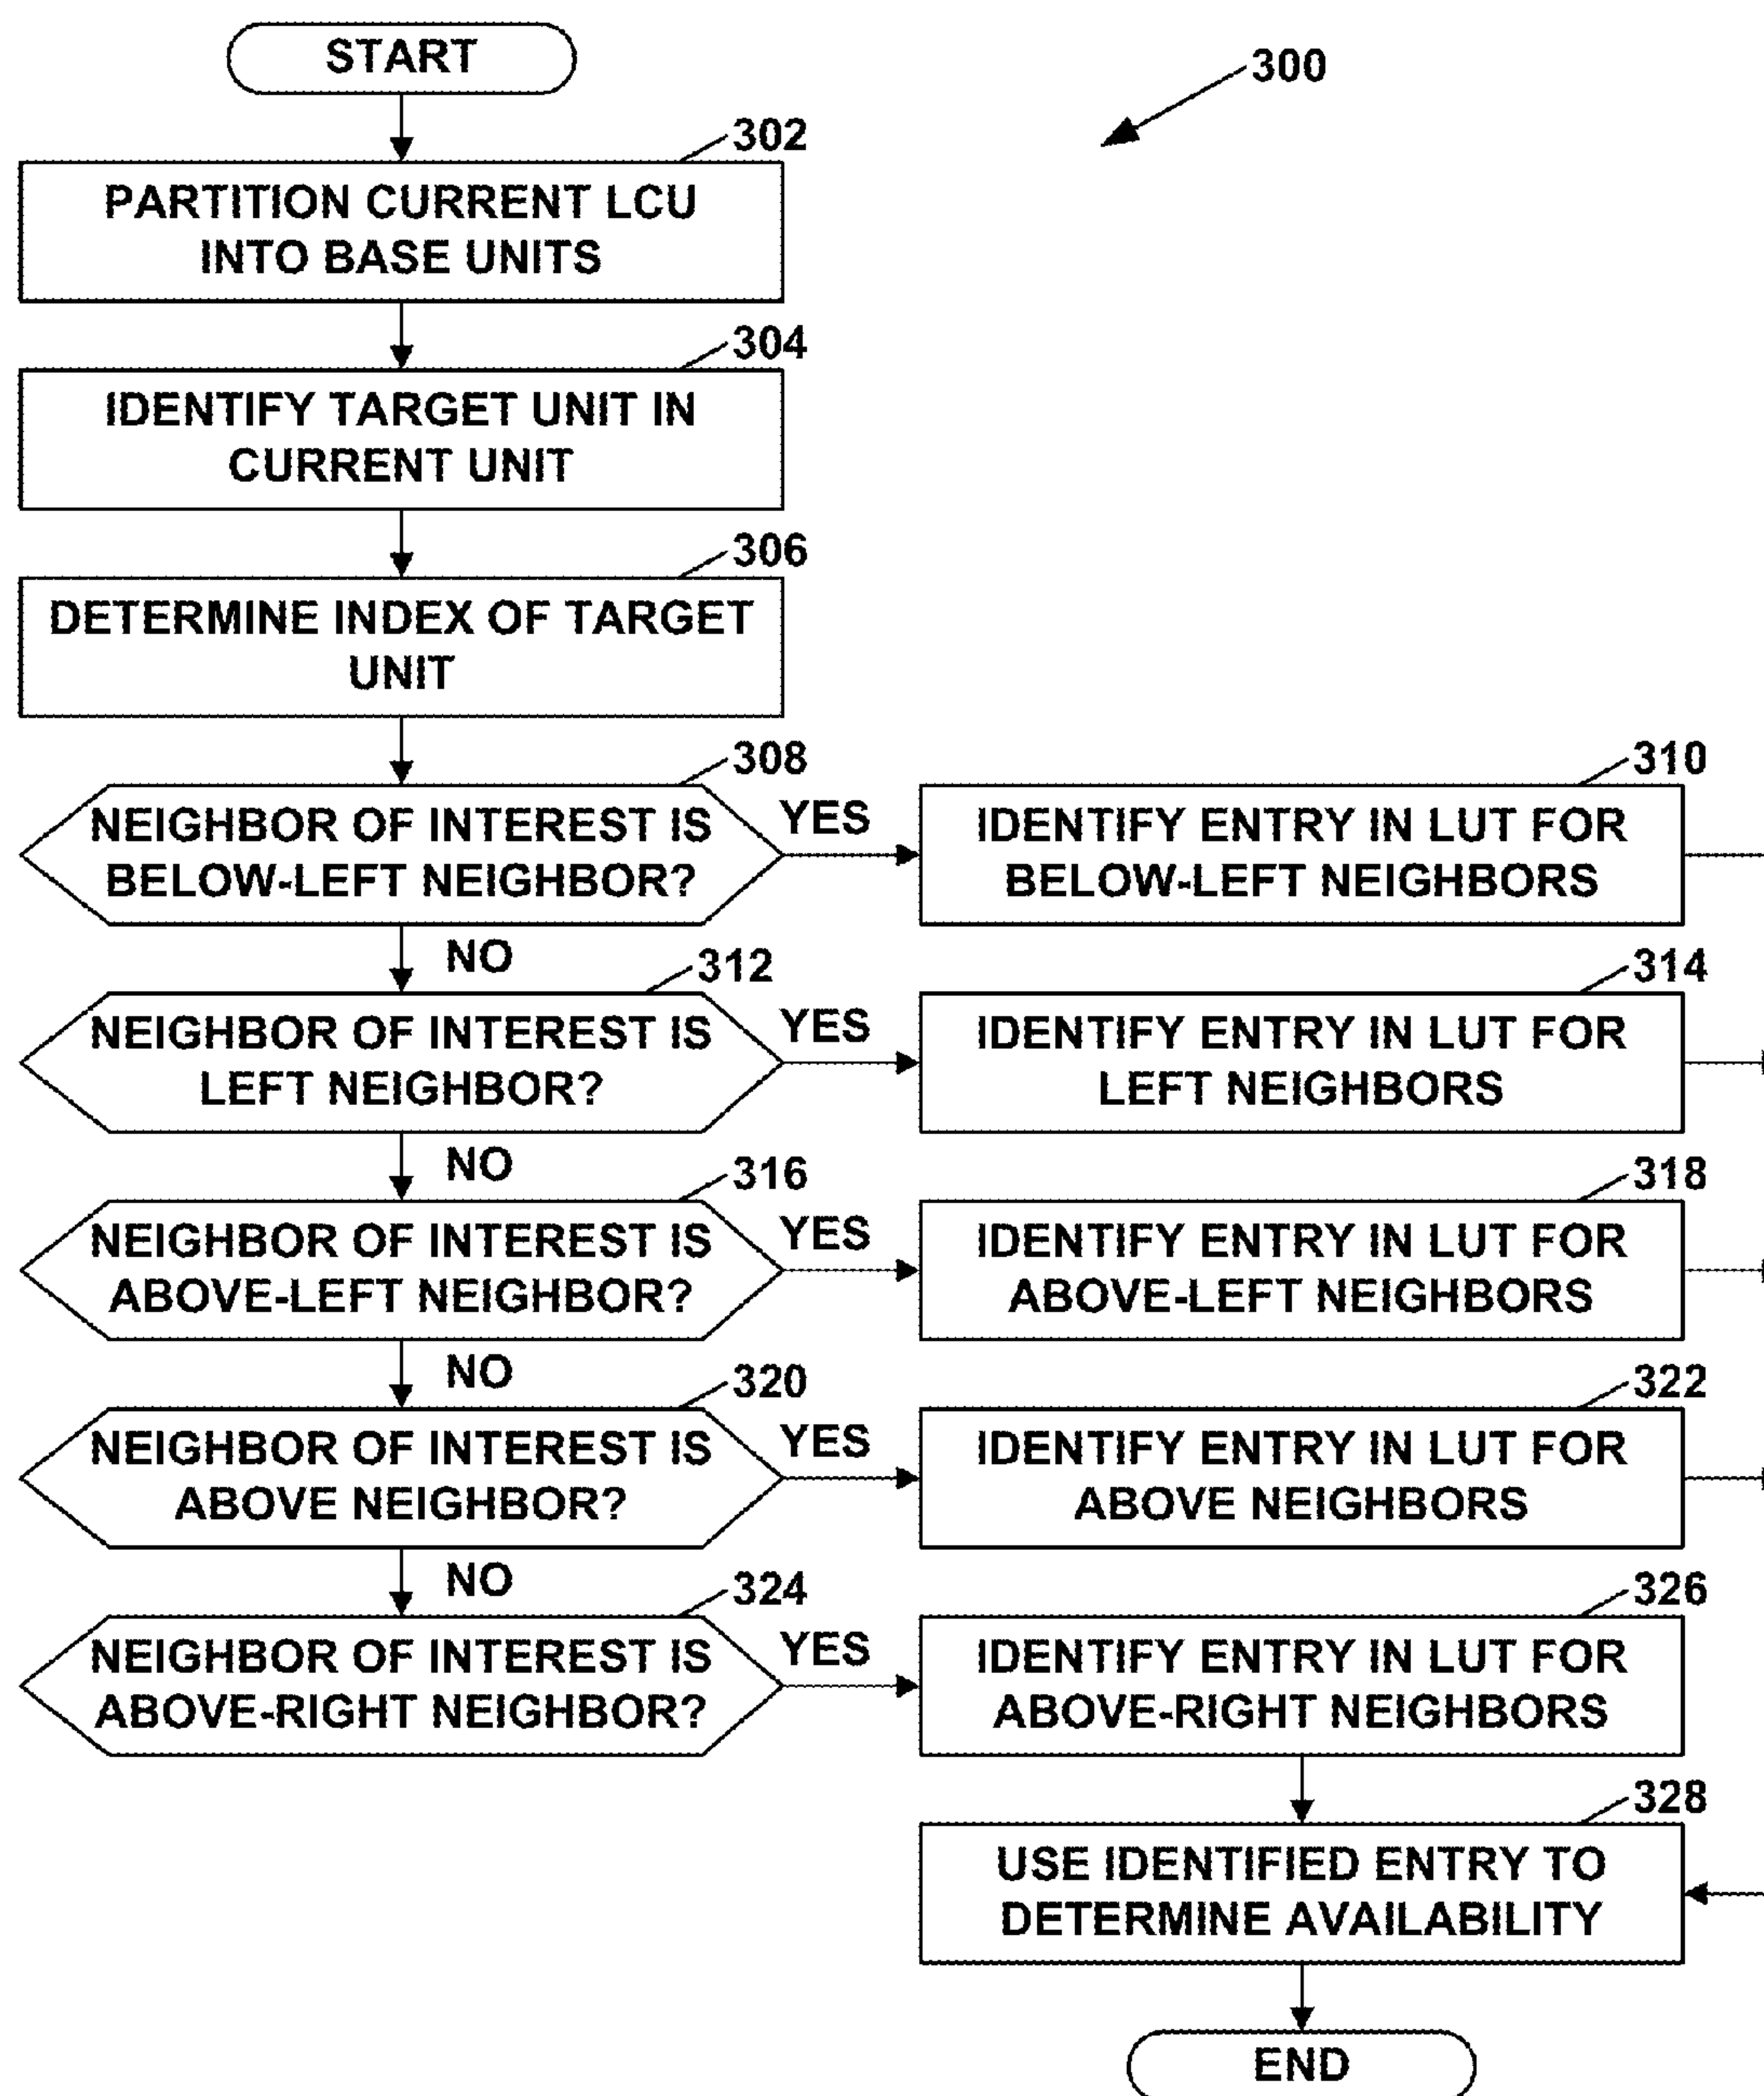 START
300
302
PARTITION CURRENT LCU
INTO BASE UNITS
304
IDENTIFY TARGET UNIT IN
CURRENT UNIT
306
DETERMINE INDEX OF TARGET
UNIT
308
NEIGHBOR OF INTEREST IS
BELOW-LEFT NEIGHBOR?
YES
310
IDENTIFY ENTRY IN LUT FOR
BELOW-LEFT NEIGHBORS
NO
312
NEIGHBOR OF INTEREST IS
LEFT NEIGHBOR?
YES
314
IDENTIFY ENTRY IN LUT FOR
LEFT NEIGHBORS
NO
316
NEIGHBOR OF INTEREST IS
ABOVE-LEFT NEIGHBOR?
YES
318
IDENTIFY ENTRY IN LUT FOR
ABOVE-LEFT NEIGHBORS
NO
320
NEIGHBOR OF INTEREST IS
ABOVE NEIGHBOR?
YES
322
IDENTIFY ENTRY IN LUT FOR
ABOVE NEIGHBORS
NO
324
NEIGHBOR OF INTEREST IS
ABOVE-RIGHT NEIGHBOR?
YES
326
IDENTIFY ENTRY IN LUT FOR
ABOVE-RIGHT NEIGHBORS
328
USE IDENTIFIED ENTRY TO
DETERMINE AVAILABILITY
END